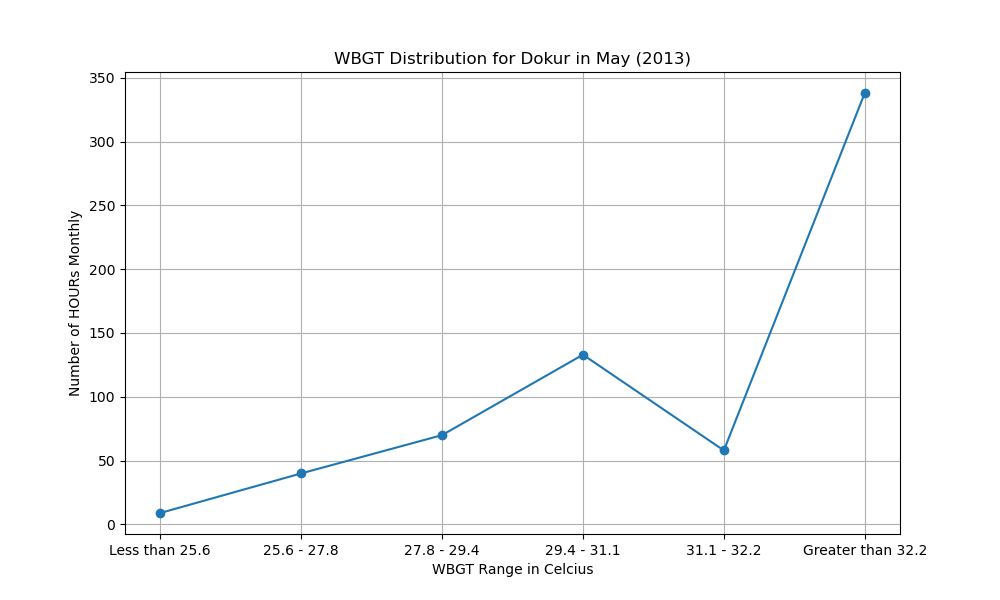 WBGT Distribution for Dokur in May (2013)
Number of HOURs Monthly
350
300
250
200
150
100
50
0
Less than 25.6 25.6 - 27.8 27.8 - 29.4 29.4 - 31.1 31.1 - 32.2 Greater than 32.2
WBGT Range in Celcius